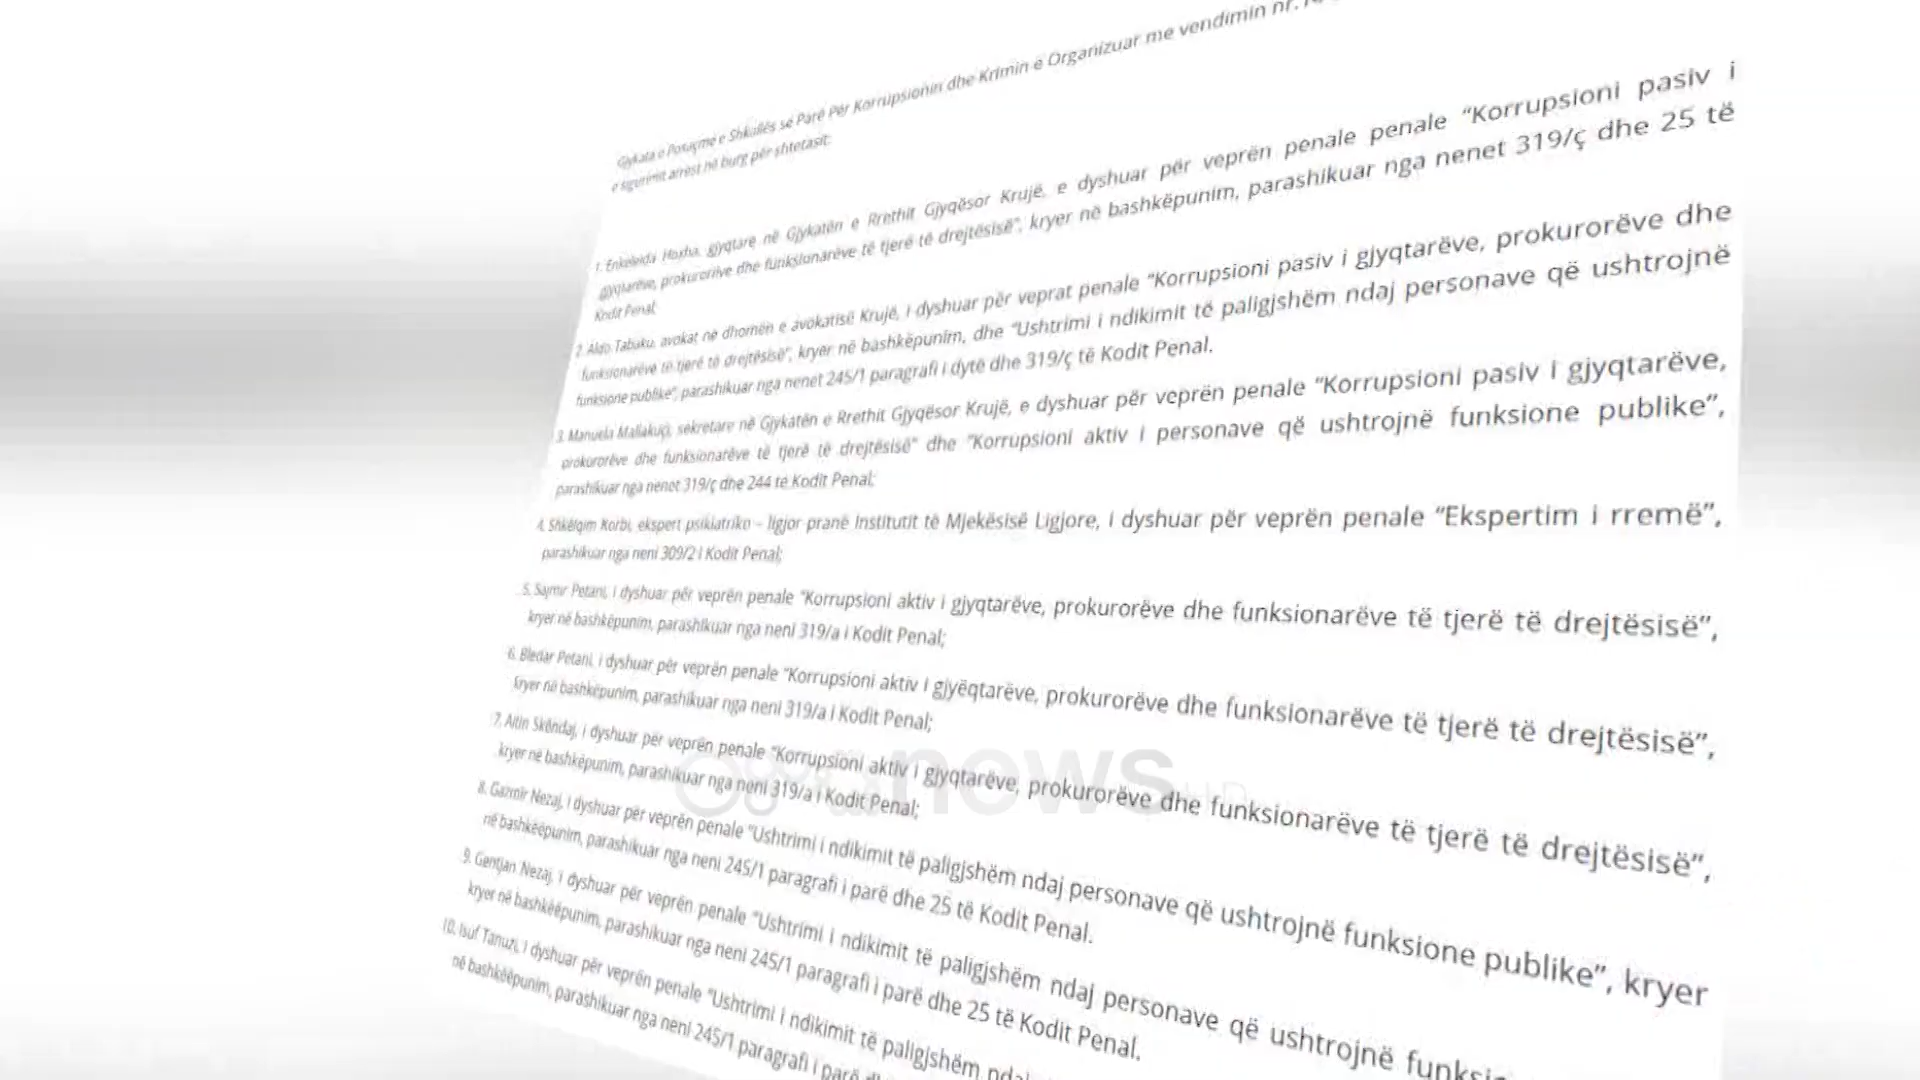 Gjykata e Posaçme e Shkallës së Parë Për Korrupsionin dhe Krimin e Organizuar me vendimin nr.
e sigurimit arrest në burg për shtetasit:
1. Enkeleida Hoxha, gjyqtare në Gjykatën e Rrethit Gjyqësor Krujë, e dyshuar për veprën penale penale “Korrupsioni pasiv i
gjyqtarëve, prokurorëve dhe funksionarëve të tjerë të drejtësisë”, kryer në bashkëpunim, parashikuar nga nenet 319/ç dhe 25 të
Kodit Penal;
2. Aldo Tabaku, avokat në dhomën e avokatisë Krujë, i dyshuar për veprat penale “Korrupsioni pasiv i gjyqtarëve, prokurorëve dhe
funksionarëve të tjerë të drejtësisë”, kryer në bashkëpunim, dhe “Ushtrimi i ndikimit të paligjshëm ndaj personave që ushtrojnë
funksione publike”, parashikuar nga nenet 245/1 paragrafi i dytë dhe 319/ç të Kodit Penal.
3. Manuela Mallakuçi, sekretare në Gjykatën e Rrethit Gjyqësor Krujë, e dyshuar për veprën penale “Korrupsioni pasiv i gjyqtarëve,
prokurorëve dhe funksionarëve të tjerë të drejtësisë” dhe “Korrupsioni aktiv i personave që ushtrojnë funksione publike”,
parashikuar nga nenet 319/ç dhe 244 të Kodit Penal;
4. Shkëlqim Korbi, ekspert psikiatriko – ligjor pranë Institutit të Mjekësisë Ligjore, i dyshuar për veprën penale “Ekspertim i rremë”,
parashikuar nga neni 309/2 i Kodit Penal;
5. Sajmir Petani, i dyshuar për veprën penale “Korrupsioni aktiv i gjyqtarëve, prokurorëve dhe funksionarëve të tjerë të drejtësisë”,
kryer në bashkëpunim, parashikuar nga neni 319/a i Kodit Penal;
6. Bledar Petani, i dyshuar për veprën penale “Korrupsioni aktiv i gjyëqtarëve, prokurorëve dhe funksionarëve të tjerë të drejtësisë”,
kryer në bashkëpunim, parashikuar nga neni 319/a i Kodit Penal;
7. Altin Skëndaj, i dyshuar për veprën penale “Korrupsioni aktiv i gjyqtarëve, prokurorëve dhe funksionarëve të tjerë të drejtësisë”,
kryer në bashkëpunim, parashikuar nga neni 319/a i Kodit Penal;
8. Gazmir Nezaj, i dyshuar për veprën penale “Ushtrimi i ndikimit të paligjshëm ndaj personave që ushtrojnë funksione publike”, kryer
në bashkëëpunim, parashikuar nga neni 245/1 paragrafi i parë dhe 25 të Kodit Penal.
9. Gentjan Nezaj, i dyshuar për veprën penale “Ushtrimi i ndikimit të paligjshëm ndaj personave që ushtrojnë
kryer në bashkëëpunim, parashikuar nga neni 245/1 paragrafi i parë dhe 25 të Kodit Penal.
10. Isuf Tanuzi, i dyshuar për veprën penale “Ushtrimi i ndikimit të paligjshëm
në bashkëëpunim, parashikuar nga neni 245/1 paragrafi i parë
news HD